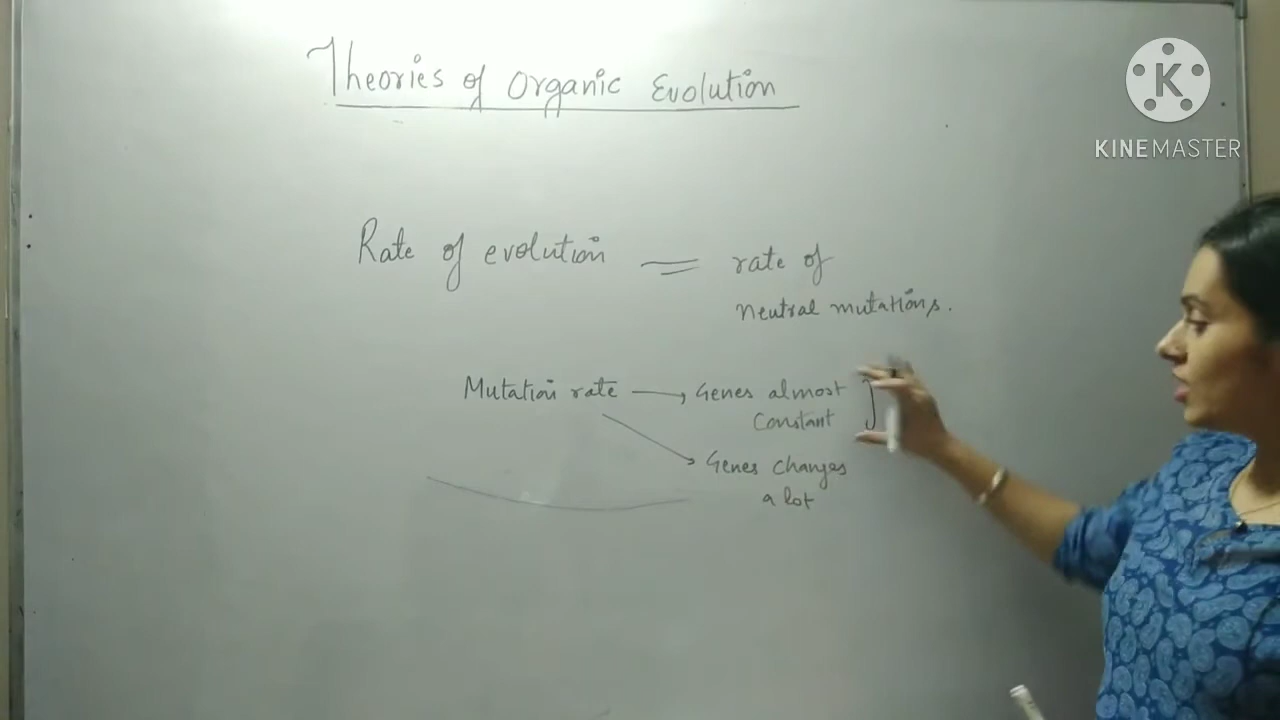 Theories of Organic Evolution
K
KINEMASTER
Rate of evolution = rate of
neutral mutations.
Mutation rate → Genes almost
Constant
Genes Changes
a lot